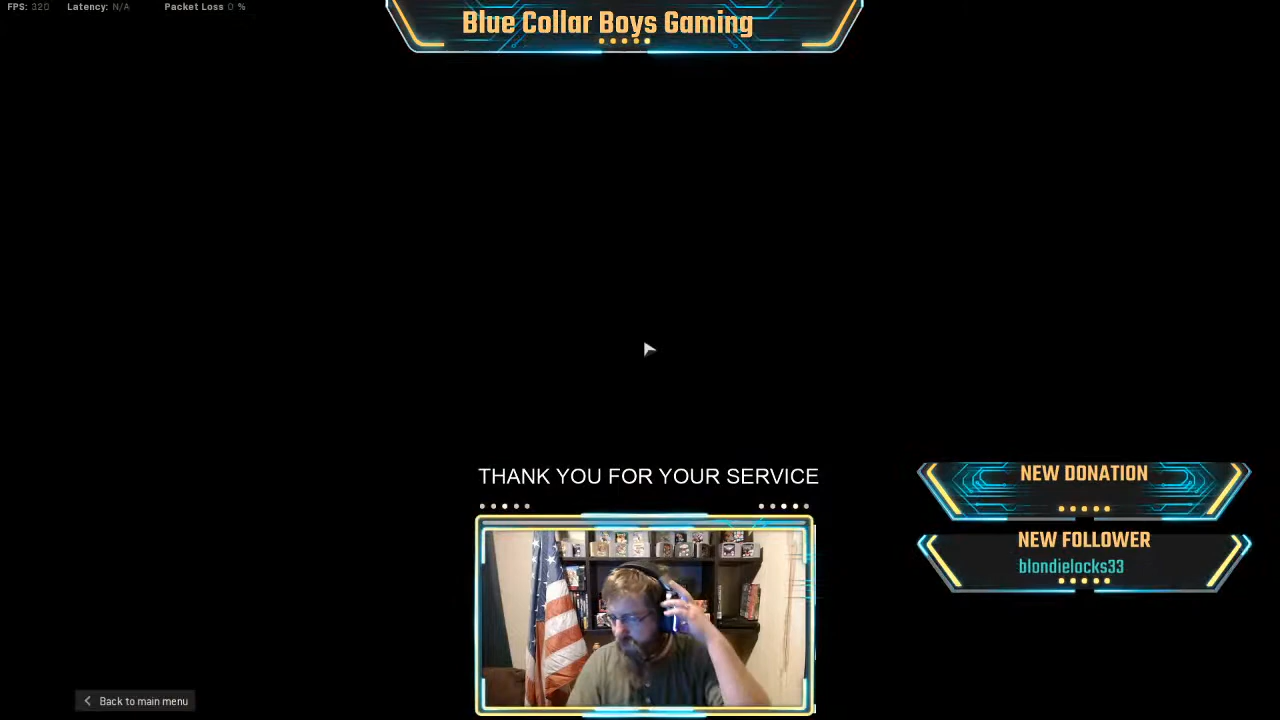 FPS: 320 Latency: N/A Packet Loss 0 %
Blue Collar Boys Gaming
THANK YOU FOR YOUR SERVICE
NEW DONATION
NEW FOLLOWER
blondielocks33
Back to main menu